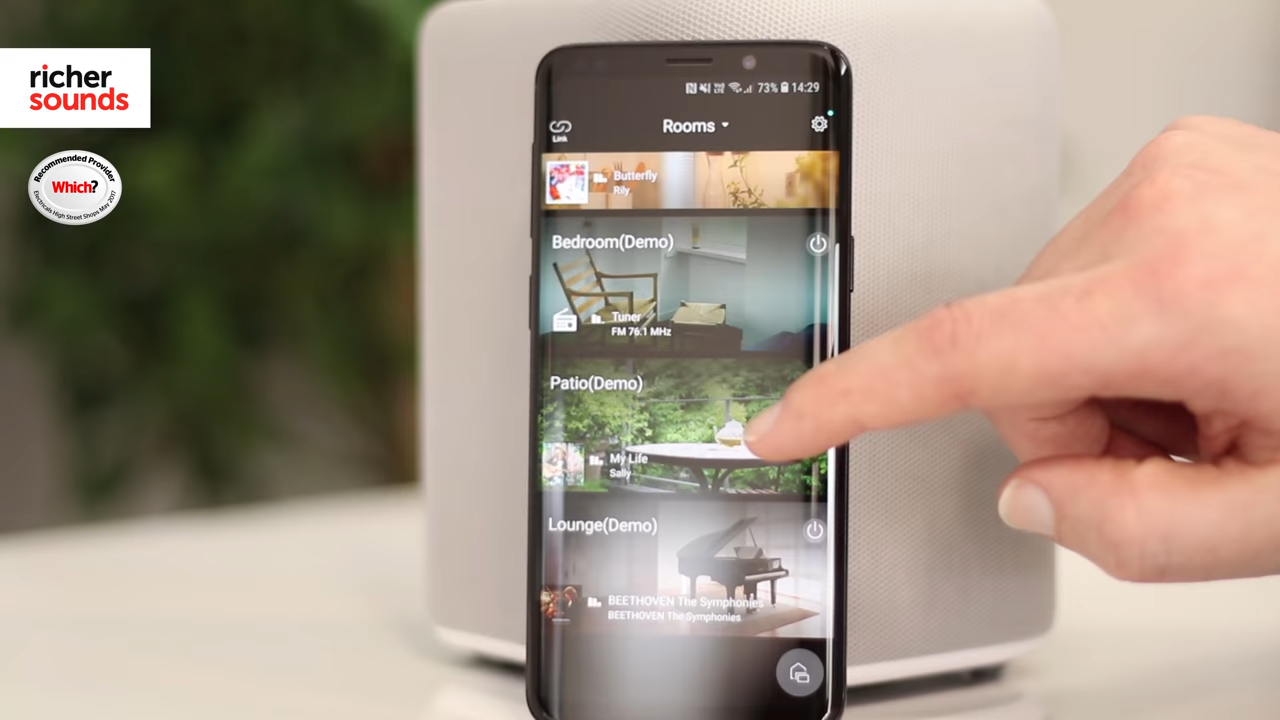 richer
sounds
Recommended Provider
Which?
Electricals High Street Shops May 2017
73% 14:29
Link
Rooms
Butterfly
Rily
Bedroom(Demo)
Tuner
FM 76.1 MHz
Patio(Demo)
My Life
Sally
Lounge(Demo)
BEETHOVEN The Symphonies
BEETHOVEN The Symphonies